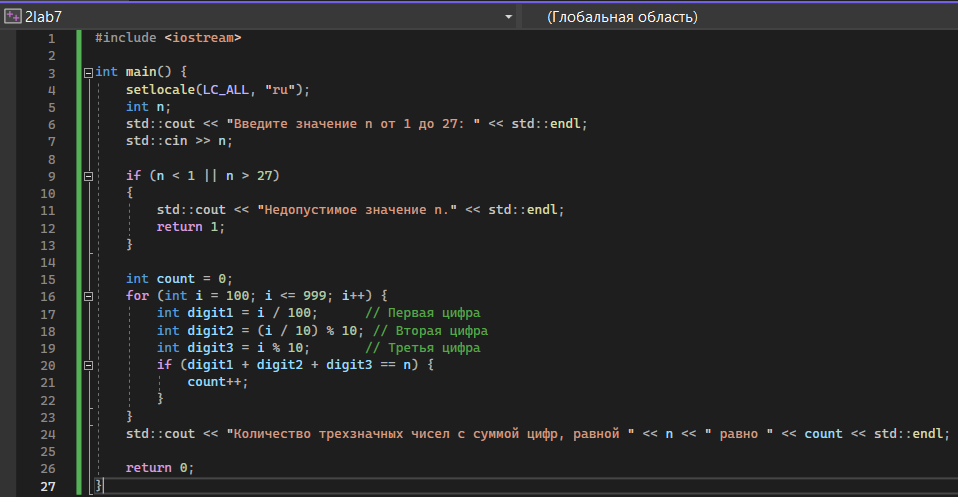 2lab7 (Глобальная область)
1 #include <iostream>
2
3 int main() {
4 setlocale(LC_ALL, "ru");
5 int n;
6 std::cout << "Введите значение n от 1 до 27: " << std::endl;
7 std::cin >> n;
8
9 if (n < 1 || n > 27)
10 {
11 std::cout << "Недопустимое значение n." << std::endl;
12 return 1;
13 }
14
15 int count = 0;
16 for (int i = 100; i <= 999; i++) {
17 int digit1 = i / 100; // Первая цифра
18 int digit2 = (i / 10) % 10; // Вторая цифра
19 int digit3 = i % 10; // Третья цифра
20 if (digit1 + digit2 + digit3 == n) {
21 count++;
22 }
23 }
24 std::cout << "Количество трехзначных чисел с суммой цифр, равной " << n << " равно " << count << std::endl;
25
26 return 0;
27 }